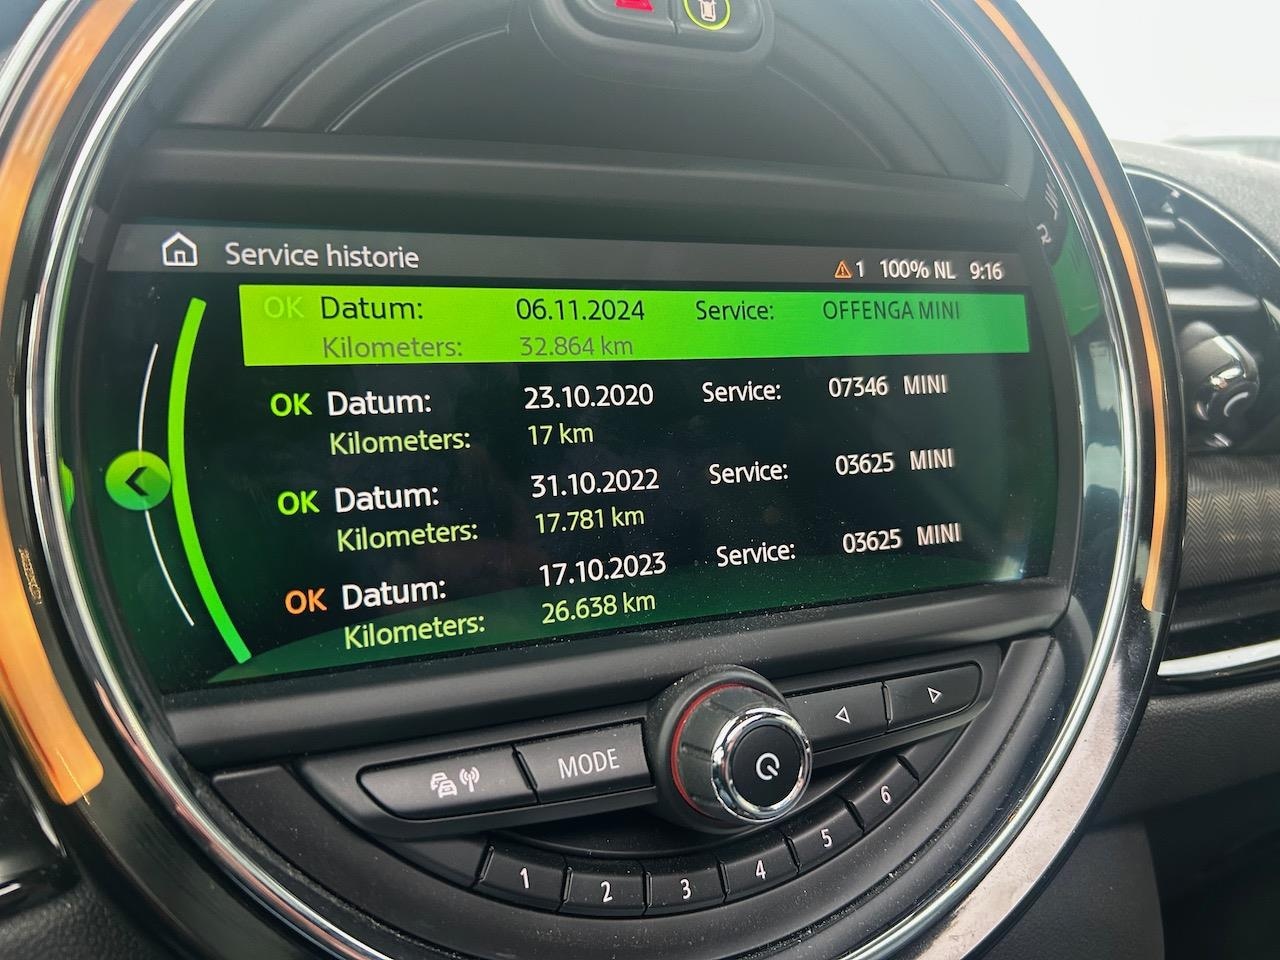 Service historie
1 100% NL 9:16
OK Datum: 06.11.2024 Service: OFFENGA MINI
Kilometers: 32.864 km
OK Datum: 23.10.2020 Service: 07346 MINI
Kilometers: 17 km
OK Datum: 31.10.2022 Service: 03625 MINI
Kilometers: 17.781 km
OK Datum: 17.10.2023 Service: 03625 MINI
Kilometers: 26.638 km
MODE
1 2 3 4 5 6